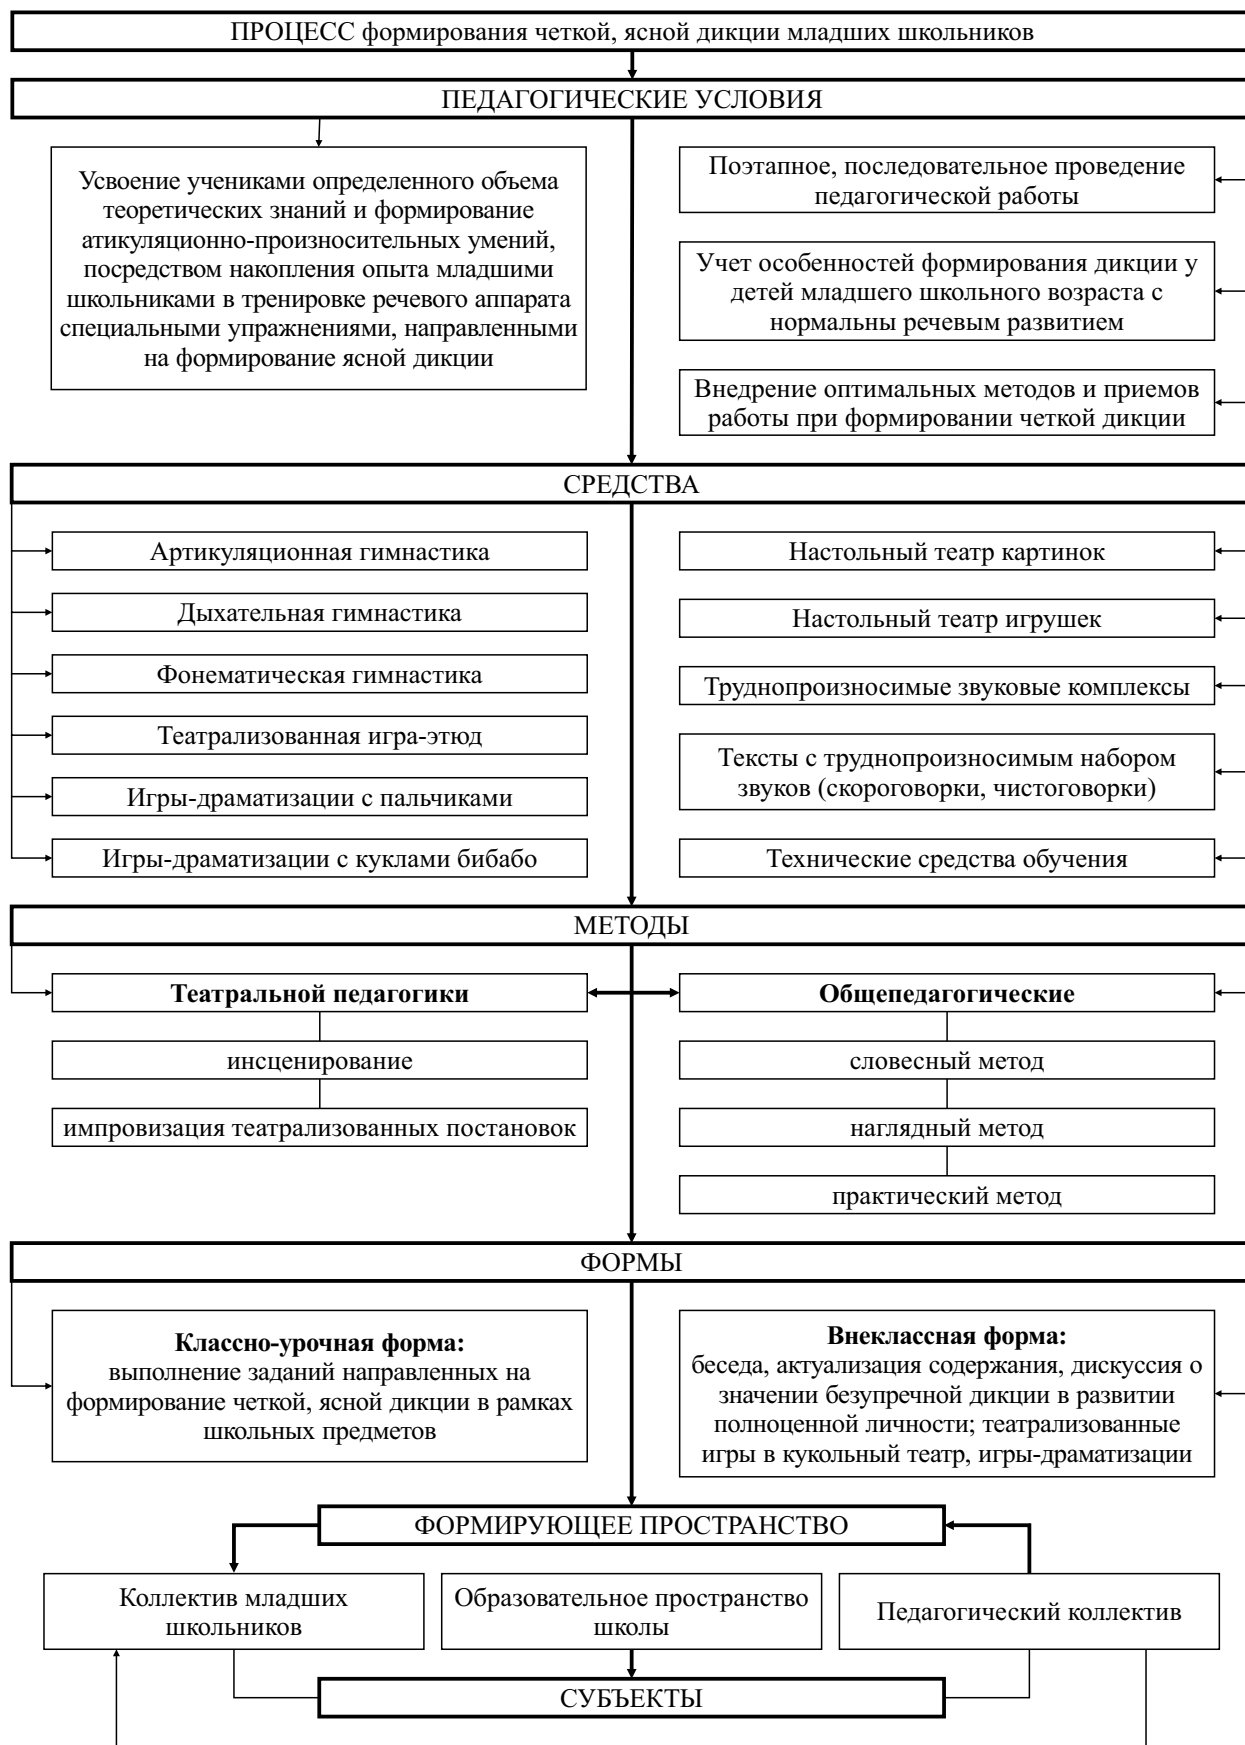 ПРОЦЕСС формирования четкой, ясной дикции младших школьников
ПЕДАГОГИЧЕСКИЕ УСЛОВИЯ
Усвоение учениками определенного объема
теоретических знаний и формирование
атикуляционно-произносительных умений,
посредством накопления опыта младшими
школьниками в тренировке речевого аппарата
специальными упражнениями, направленными
на формирование ясной дикции
Поэтапное, последовательное проведение
педагогической работы
Учет особенностей формирования дикции у
детей младшего школьного возраста с
нормальны речевым развитием
Внедрение оптимальных методов и приемов
работы при формировании четкой дикции
СРЕДСТВА
Артикуляционная гимнастика
Дыхательная гимнастика
Фонематическая гимнастика
Театрализованная игра-этюд
Игры-драматизации с пальчиками
Игры-драматизации с куклами бибабо
Настольный театр картинок
Настольный театр игрушек
Труднопроизносимые звуковые комплексы
Тексты с труднопроизносимым набором
звуков (скороговорки, чистоговорки)
Технические средства обучения
МЕТОДЫ
Театральной педагогики
инсценирование
импровизация театрализованных постановок
Общепедагогические
словесный метод
наглядный метод
практический метод
ФОРМЫ
Классно-урочная форма:
выполнение заданий направленных на
формирование четкой, ясной дикции в рамках
школьных предметов
Внеклассная форма:
беседа, актуализация содержания, дискуссия о
значении безупречной дикции в развитии
полноценной личности; театрализованные
игры в кукольный театр, игры-драматизации
ФОРМИРУЮЩЕЕ ПРОСТРАНСТВО
Коллектив младших
школьников
Образовательное пространство
школы
Педагогический коллектив
СУБЪЕКТЫ